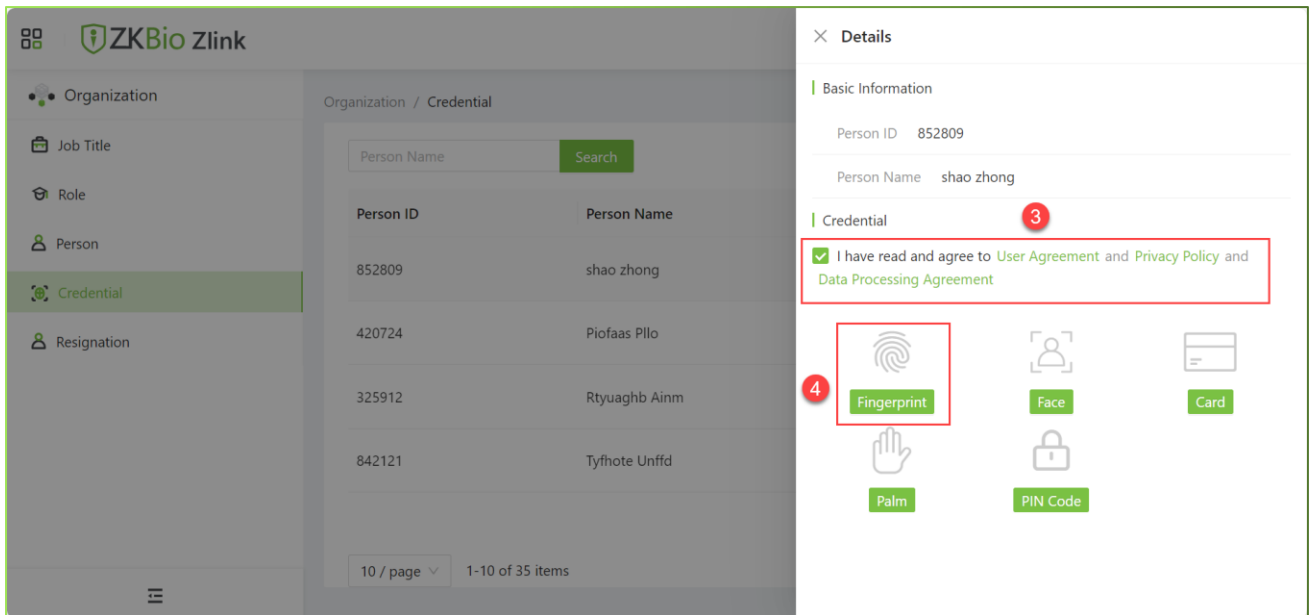 ZKBio Zlink
Organization
Job Title
Role
Person
Credential
Resignation
Organization / Credential
Person Name
Search
Person ID Person Name
852809 shao zhong
420724 Piofaas Pllo
325912 Rtyuaghb Ainm
842121 Tyfhote Unffd
10 / page 1-10 of 35 items
Details
Basic Information
Person ID 852809
Person Name shao zhong
Credential
3
I have read and agree to User Agreement and Privacy Policy and
Data Processing Agreement
4
Fingerprint Face Card
Palm PIN Code